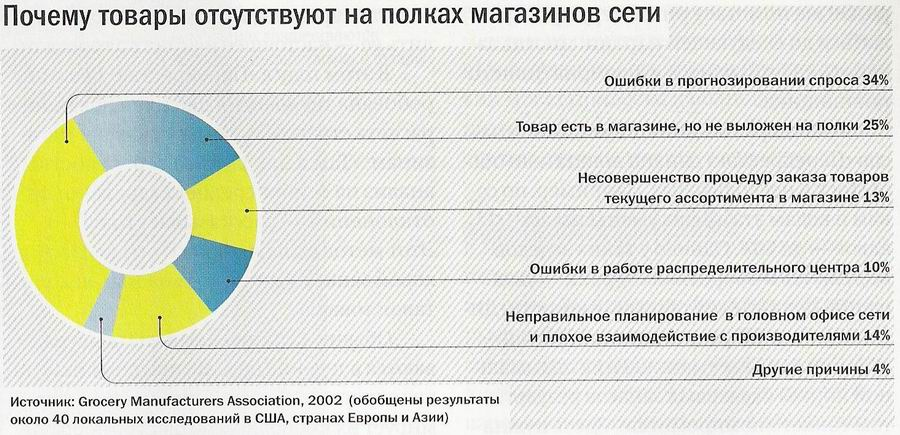 Почему товары отсутствуют на полках магазинов сети
Ошибки в прогнозировании спроса 34%
Товар есть в магазине, но не выложен на полки 25%
Несовершенство процедур заказа товаров
текущего ассортимента в магазине 13%
Ошибки в работе распределительного центра 10%
Неправильное планирование в головном офисе сети
и плохое взаимодействие с производителями 14%
Другие причины 4%
Источник: Grocery Manufacturers Association, 2002 (обобщены результаты
около 40 локальных исследований в США, странах Европы и Азии)